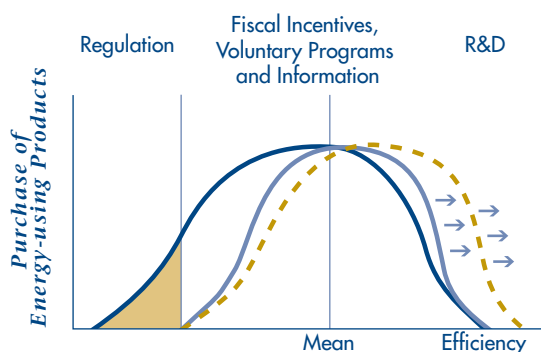 Regulation
Fiscal Incentives,
Voluntary Programs
and Information
R&D
Purchase of
Energy-using Products
Mean
Efficiency